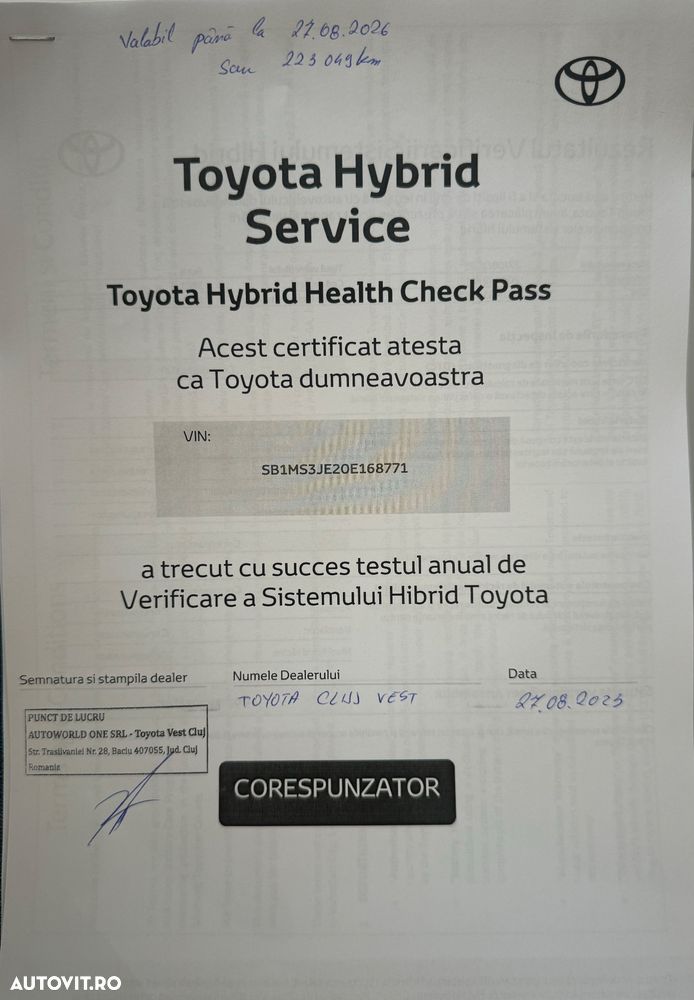 Valabil până la 27.08.2026
sau 223 049 km
Toyota Hybrid
Service
Toyota Hybrid Health Check Pass
Acest certificat atesta
ca Toyota dumneavoastra
VIN:
SB1MS3JE20E168771
a trecut cu succes testul anual de
Verificare a Sistemului Hibrid Toyota
Semnatura si stampila dealer
Numele Dealerului
Data
TOYOTA CLUJ VEST
27.08.2025
PUNCT DE LUCRU
AUTOWORLD ONE SRL - Toyota Vest Cluj
Str. Traslivaniei Nr. 28, Baciu 407055, Jud. Cluj
Romania
CORESPUNZATOR
AUTOVIT.RO